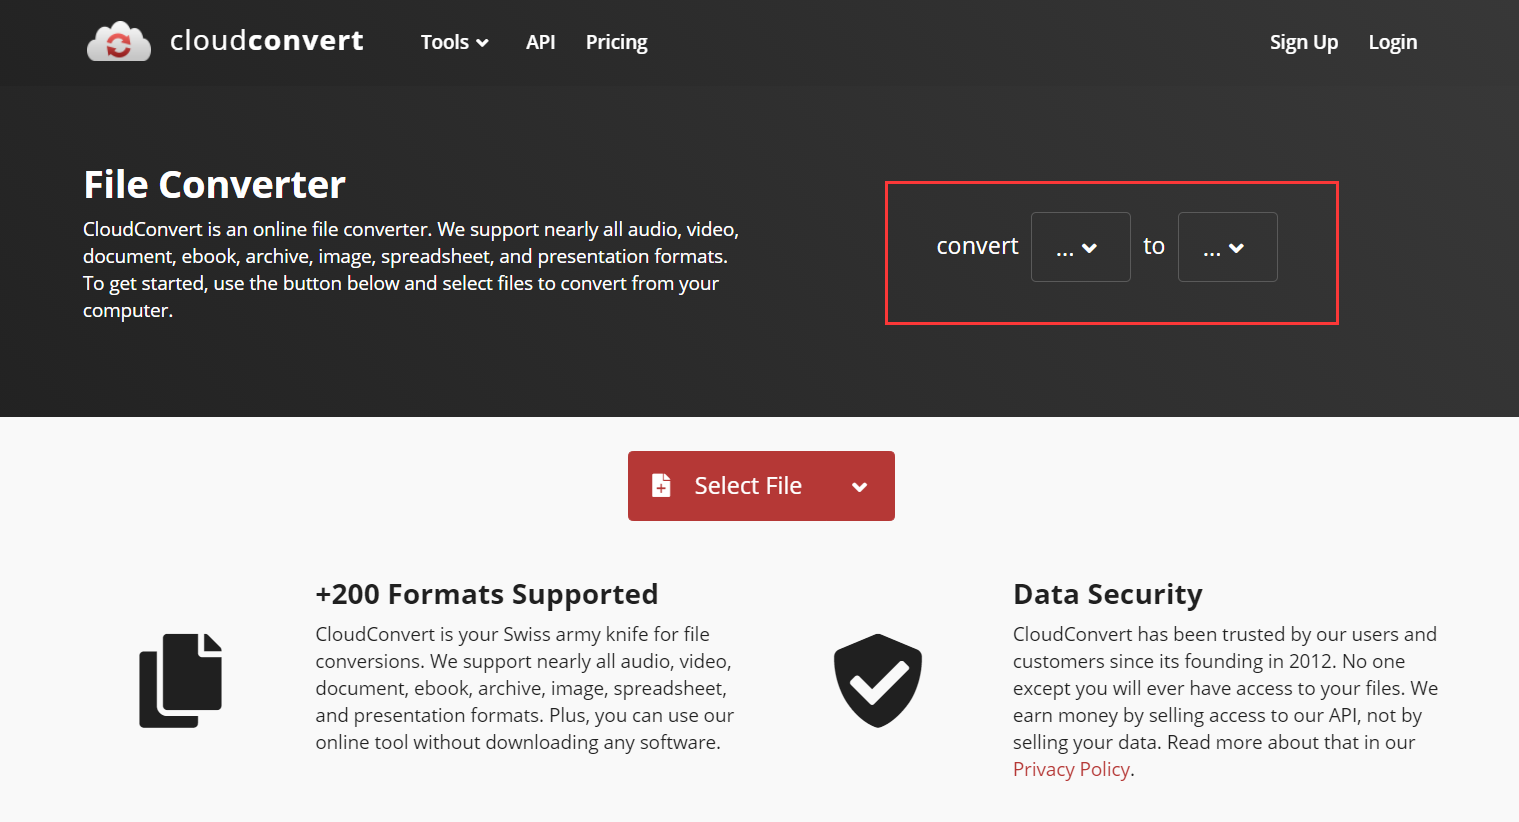 cloudconvert
Tools
API
Pricing
Sign Up
Login
File Converter
CloudConvert is an online file converter. We support nearly all audio, video,
document, ebook, archive, image, spreadsheet, and presentation formats.
To get started, use the button below and select files to convert from your
computer.
convert ... to ...
Select File
+200 Formats Supported
CloudConvert is your Swiss army knife for file
conversions. We support nearly all audio, video,
document, ebook, archive, image, spreadsheet,
and presentation formats. Plus, you can use our
online tool without downloading any software.
Data Security
CloudConvert has been trusted by our users and
customers since its founding in 2012. No one
except you will ever have access to your files. We
earn money by selling access to our API, not by
selling your data. Read more about that in our
Privacy Policy.